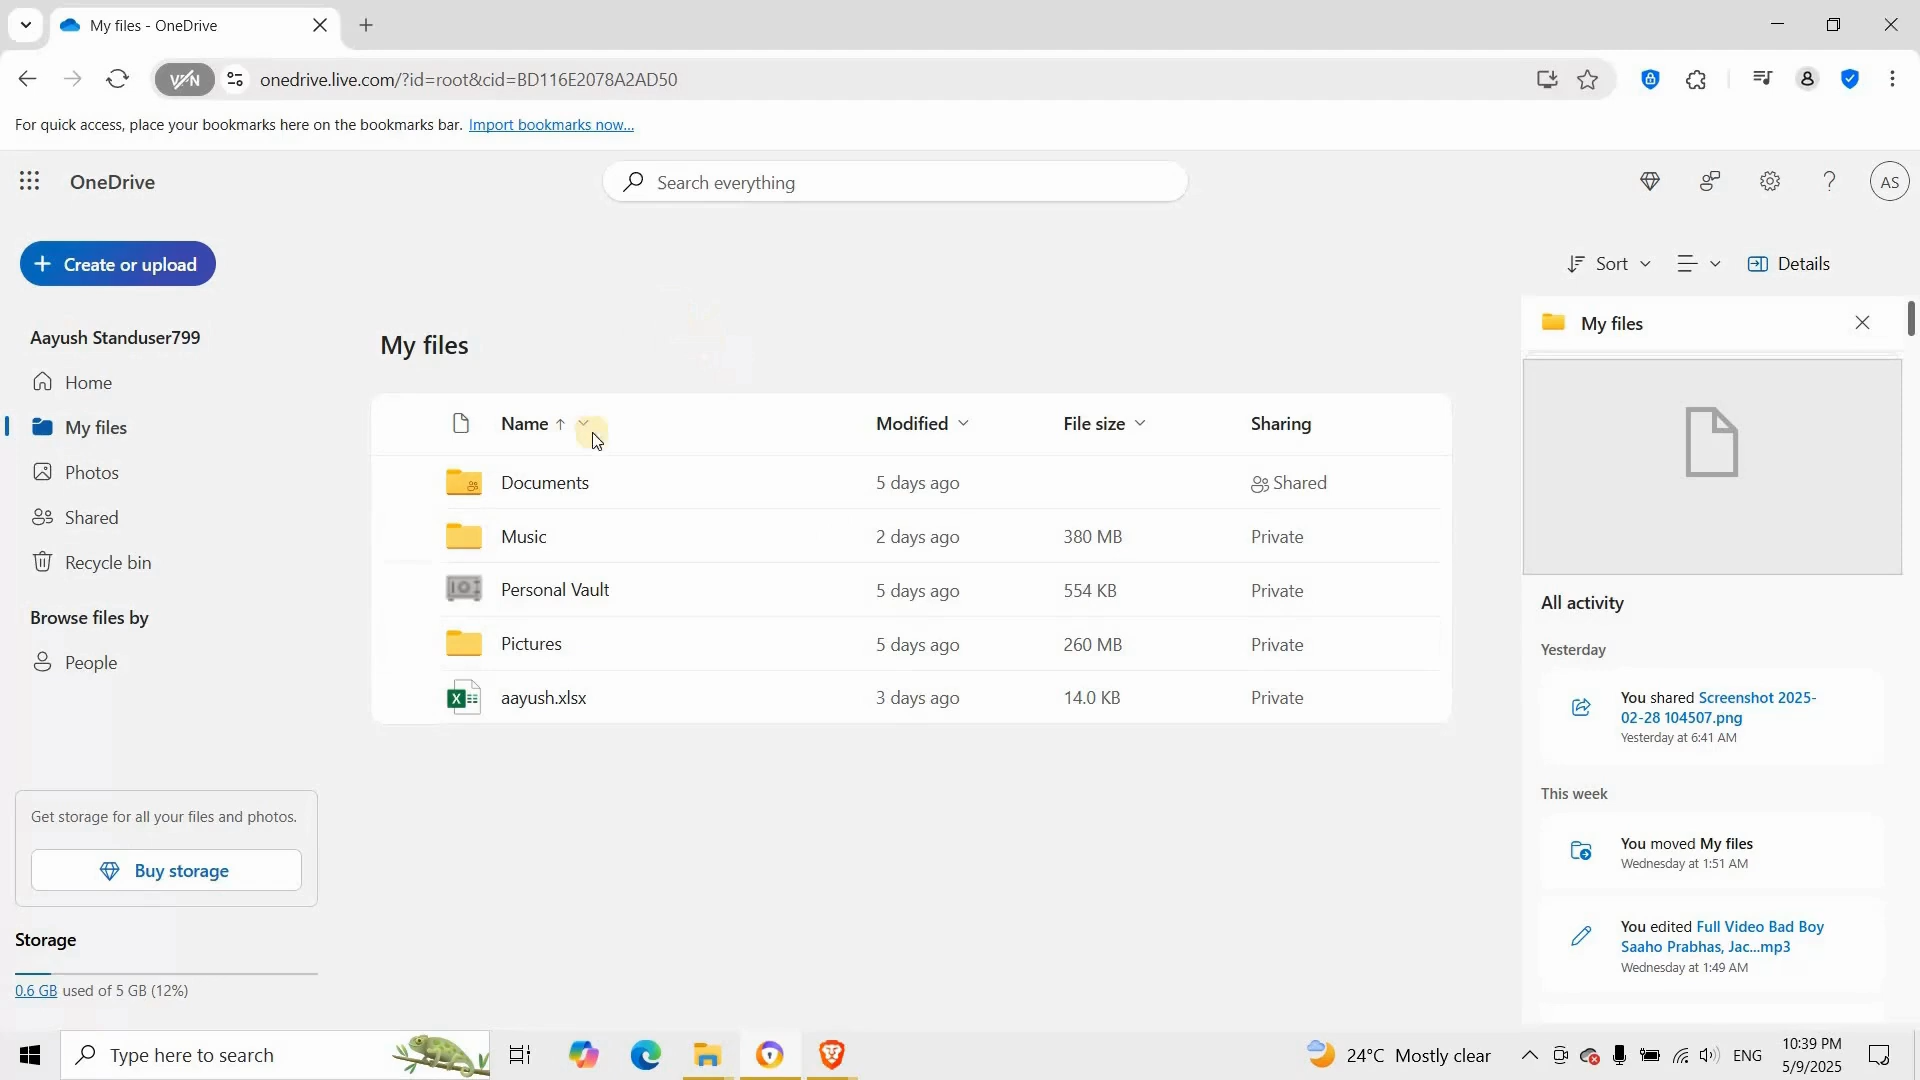 My files - OneDrive
VPN
onedrive.live.com/?id=root&cid=BD116E2078A2AD50
For quick access, place your bookmarks here on the bookmarks bar. Import bookmarks now...
OneDrive
Search everything
AS
Create or upload
Sort
Details
Aayush Standuser799
Home
My files
Photos
Shared
Recycle bin
Browse files by
People
Get storage for all your files and photos.
Buy storage
Storage
0.6 GB used of 5 GB (12%)
My files
Name Modified File size Sharing
Documents 5 days ago Shared
Music 2 days ago 380 MB Private
Personal Vault 5 days ago 554 KB Private
Pictures 5 days ago 260 MB Private
aayush.xlsx 3 days ago 14.0 KB Private
My files
All activity
Yesterday
You shared Screenshot 2025-
02-28 104507.png
Yesterday at 6:41 AM
This week
You moved My files
Wednesday at 1:51 AM
You edited Full Video Bad Boy
Saaho Prabhas, Jac...mp3
Wednesday at 1:49 AM
Type here to search
24°C Mostly clear
ENG
10:39 PM
5/9/2025